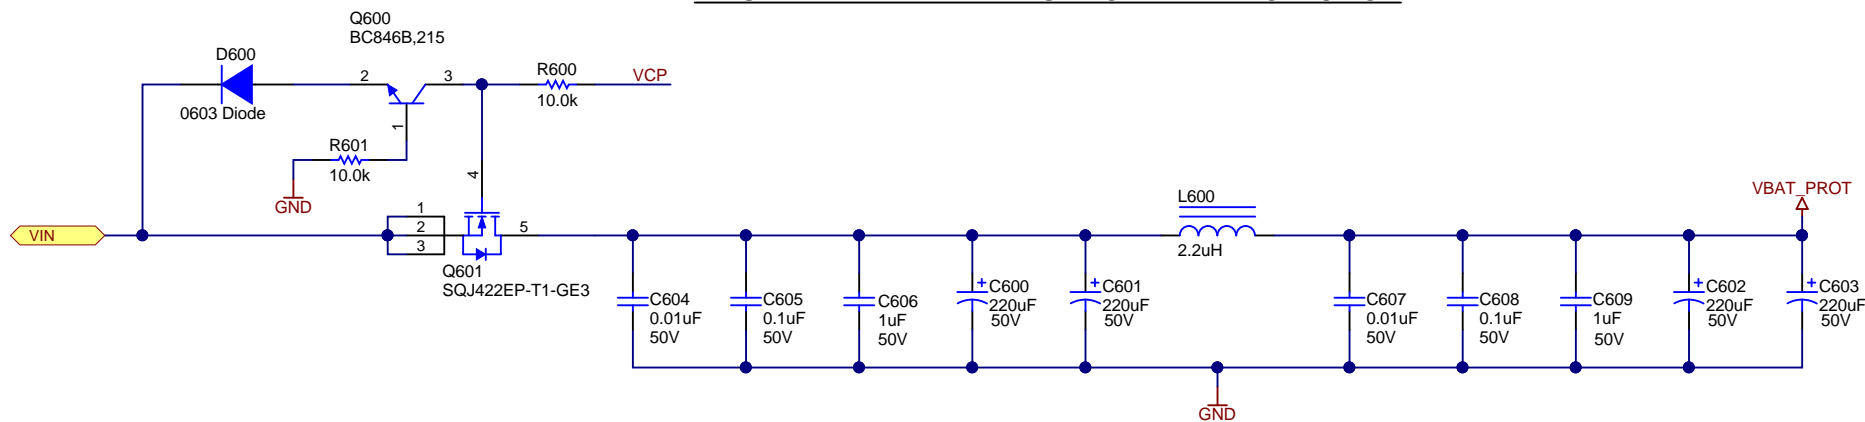 Q600
BC846B,215
D600
2
3
R600
VCP
10.0k
0603 Diode
1
R601
10.0k
4
GND
L600
VBAT_PROT
VIN
1
2
3
5
2.2uH
Q601
SQJ422EP-T1-GE3
C604
0.01uF
50V
C605
0.1uF
50V
C606
1uF
50V
+
C600
220uF
50V
+
C601
220uF
50V
C607
0.01uF
50V
C608
0.1uF
50V
C609
1uF
50V
+
C602
220uF
50V
+
C603
220uF
50V
GND